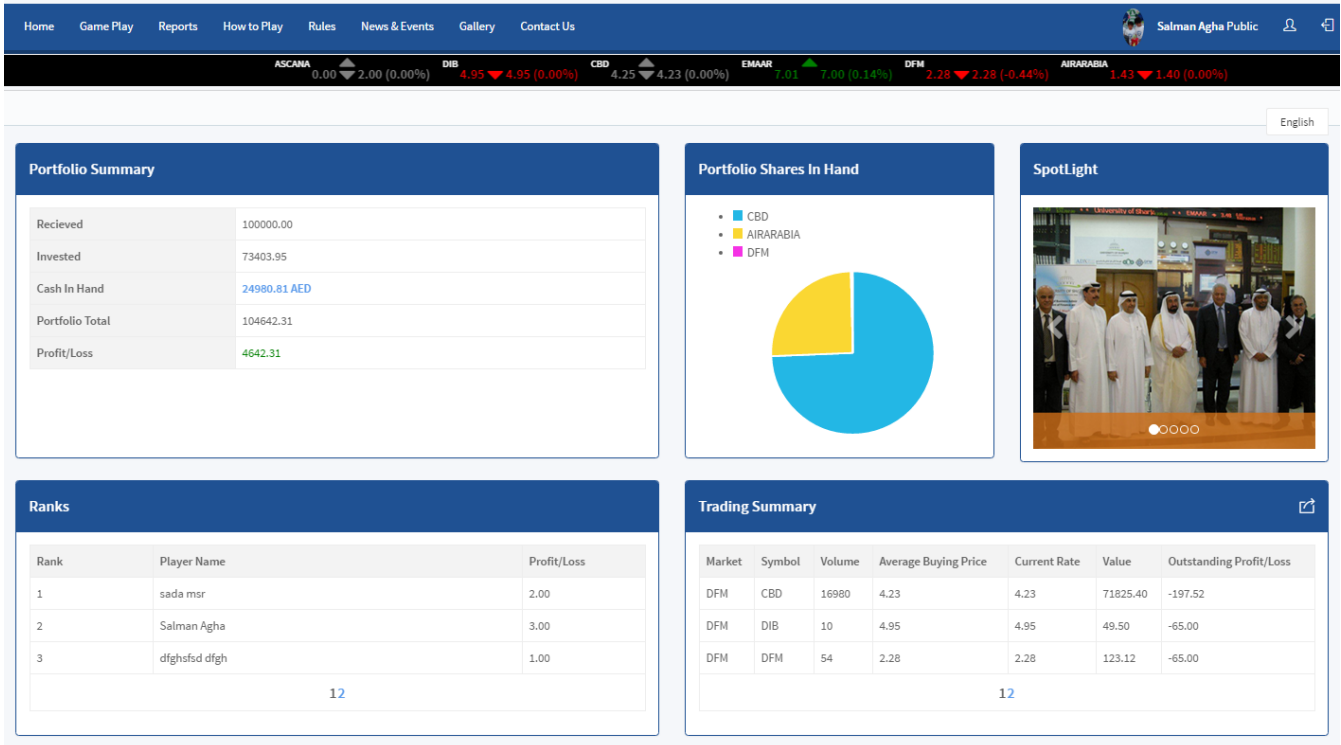 Home Game Play Reports How to Play Rules News & Events Gallery Contact Us Salman Agha Public
ASCANA 0.00 2.00 (0.00%) DIB 4.95 4.95 (0.00%) CBD 4.25 4.23 (0.00%) EMAAR 7.01 7.00 (0.14%) DFM 2.28 2.28 (-0.44%) AIRARABIA 1.43 1.40 (0.00%)
English
Portfolio Summary
Recieved 100000.00
Invested 73403.95
Cash In Hand 24980.81 AED
Portfolio Total 104642.31
Profit/Loss 4642.31
Portfolio Shares In Hand
CBD
AIRARABIA
DFM
SpotLight
University of Sharja
EMAAR
Ranks
Rank Player Name Profit/Loss
1 sada msr 2.00
2 Salman Agha 3.00
3 dfghsfsd dfgh 1.00
12
Trading Summary
Market Symbol Volume Average Buying Price Current Rate Value Outstanding Profit/Loss
DFM CBD 16980 4.23 4.23 71825.40 -197.52
DFM DIB 10 4.95 4.95 49.50 -65.00
DFM DFM 54 2.28 2.28 123.12 -65.00
12